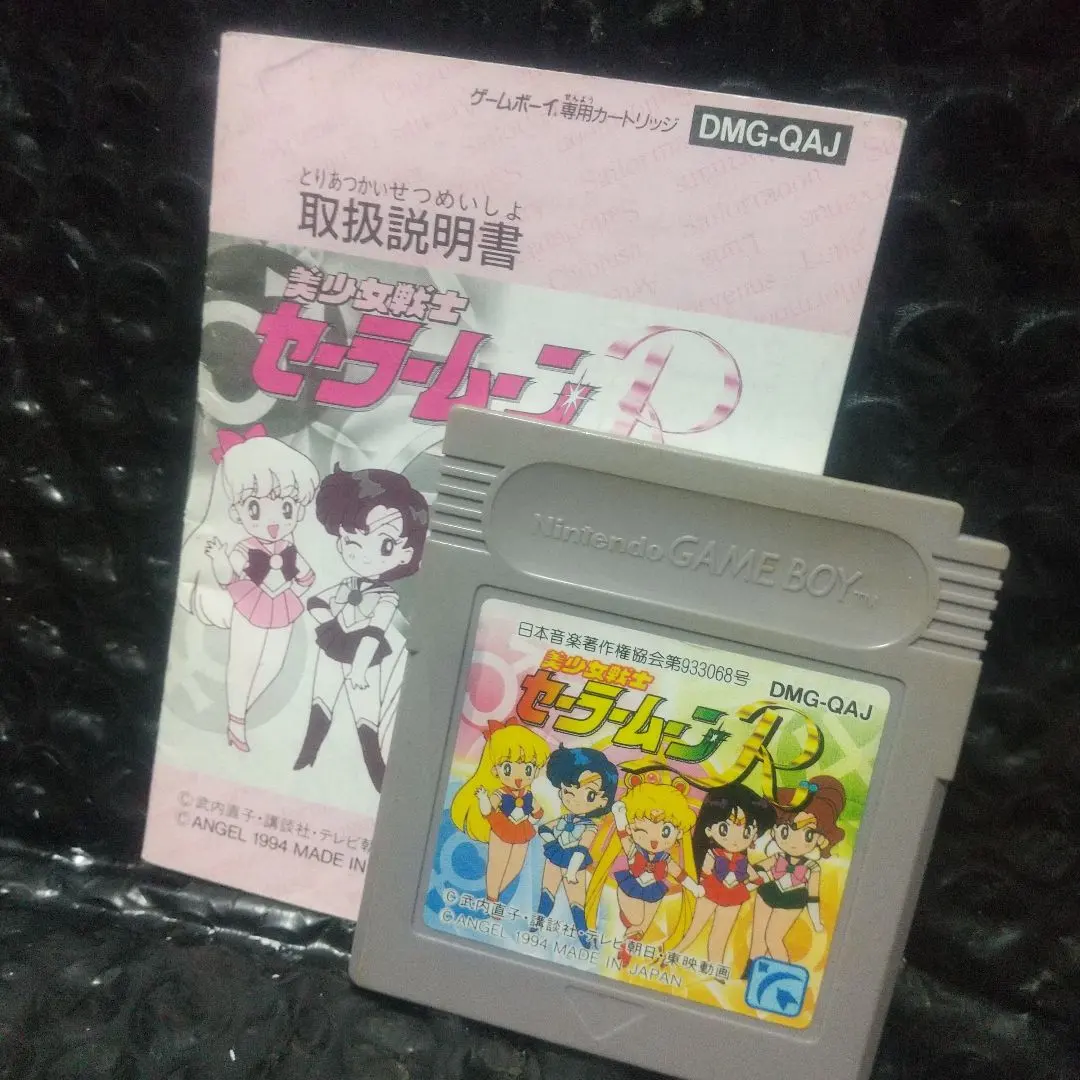 ゲームボーイ専用カートリッジ
せんよう
DMG-QAJ
とりあつかいせつめいしょ
取扱説明書
美少女戦士
セーラームーン R
©武内直子・講談社・テレビ朝
©ANGEL 1994 MADE IN
Nintendo GAME BOY
日本音楽著作権協会第933068号
DMG-QAJ
美少女戦士
セーラームーン R
©武内直子・講談社・テレビ朝日・東映動画
©ANGEL 1994 MADE IN JAPAN